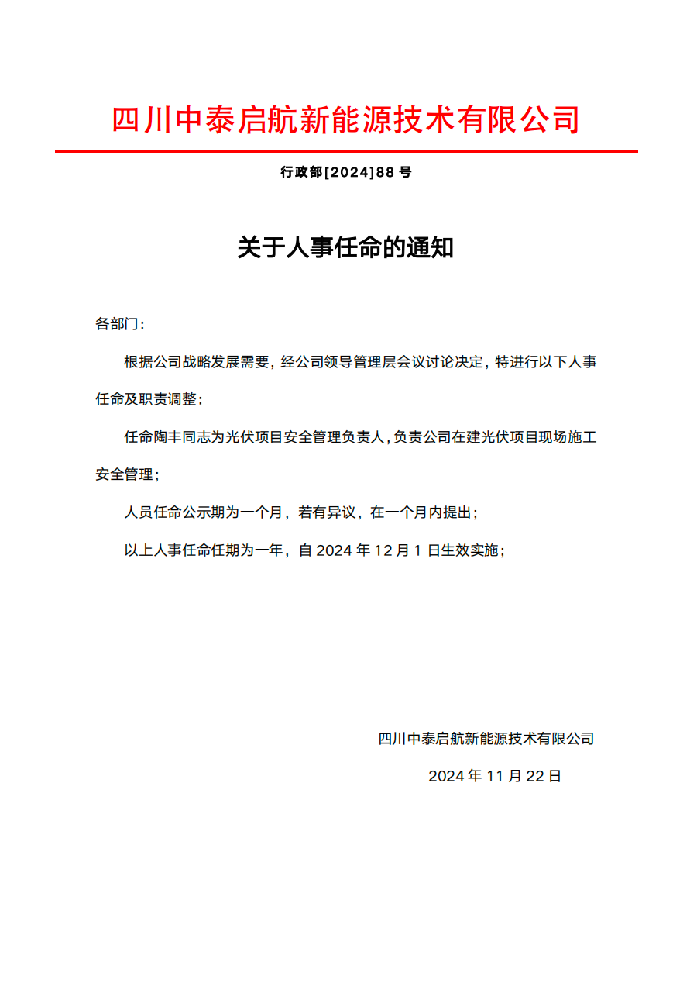 四川中泰启航新能源技术有限公司
行政部[2024]88 号
关于人事任命的通知
各部门：
根据公司战略发展需要，经公司领导管理层会议讨论决定，特进行以下人事
任命及职责调整：
任命陶丰同志为光伏项目安全管理负责人，负责公司在建光伏项目现场施工
安全管理；
人员任命公示期为一个月，若有异议，在一个月内提出；
以上人事任命任期为一年，自 2024 年 12 月 1 日生效实施；
四川中泰启航新能源技术有限公司
2024 年 11 月 22 日